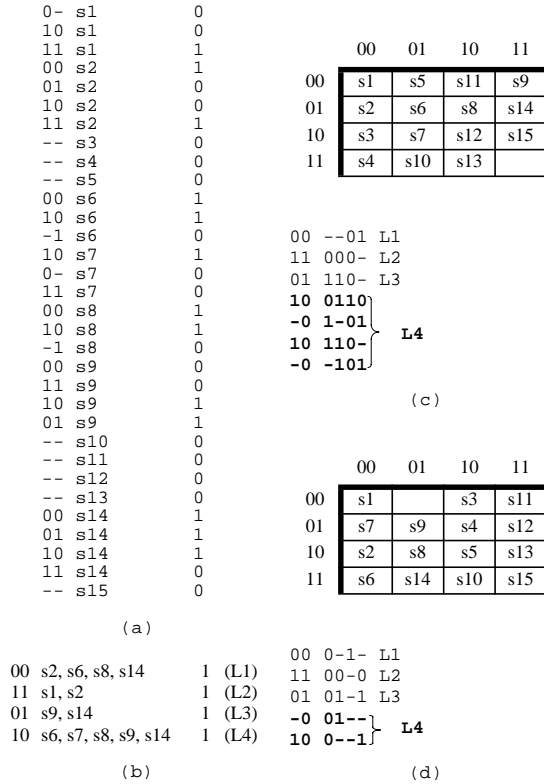 0- s1 0
10 s1 0
11 s1 1
00 s2 1
01 s2 0
10 s2 0
11 s2 1
-- s3 0
-- s4 0
-- s5 0
00 s6 1
10 s6 1
-1 s6 0
10 s7 1
0- s7 0
11 s7 0
00 s8 1
10 s8 1
-1 s8 0
00 s9 0
11 s9 0
10 s9 1
01 s9 1
-- s10 0
-- s11 0
-- s12 0
-- s13 0
00 s14 1
01 s14 1
10 s14 1
11 s14 0
-- s15 0
(a)
00 s2, s6, s8, s14 1 (L1)
11 s1, s2 1 (L2)
01 s9, s14 1 (L3)
10 s6, s7, s8, s9, s14 1 (L4)
(b)
00 01 10 11
00 s1 s5 s11 s9
01 s2 s6 s8 s14
10 s3 s7 s12 s15
11 s4 s10 s13
00 --01 L1
11 000- L2
01 110- L3
10 0110
-0 1-01
L4
10 110-
-0 -101
(c)
00 01 10 11
00 s1 s3 s11
01 s7 s9 s4 s12
10 s2 s8 s5 s13
11 s6 s14 s10 s15
00 0-1- L1
11 00-0 L2
01 01-1 L3
-0 01--
L4
10 0--1
(d)